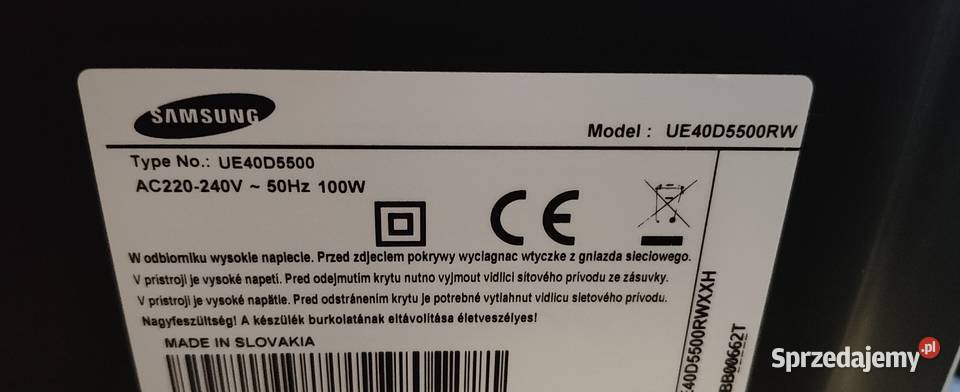 SAMSUNG
Model : UE40D5500RW
Type No.: UE40D5500
AC220-240V ~ 50Hz 100W
CE
W odbiorniku wysokie napiecie. Przed zdjeciem pokrywy wyciagnac wtyczke z gniazda sieciowego.
V pristroji je vysoké napeti. Pred odejmutim krytu nutno vyjmout vidlici sitového prívodu ze zásuvky.
V prístroji je vysoké napätie. Pred odstránením krytu je potrebné vytiahnut vidlicu sietového prívodu.
Nagyfeszültség! A készülék burkolatának eltávolítása életveszélyes!
MADE IN SLOVAKIA
UE40D5500RWXXH
BB00662T
Sprzedajemy.pl